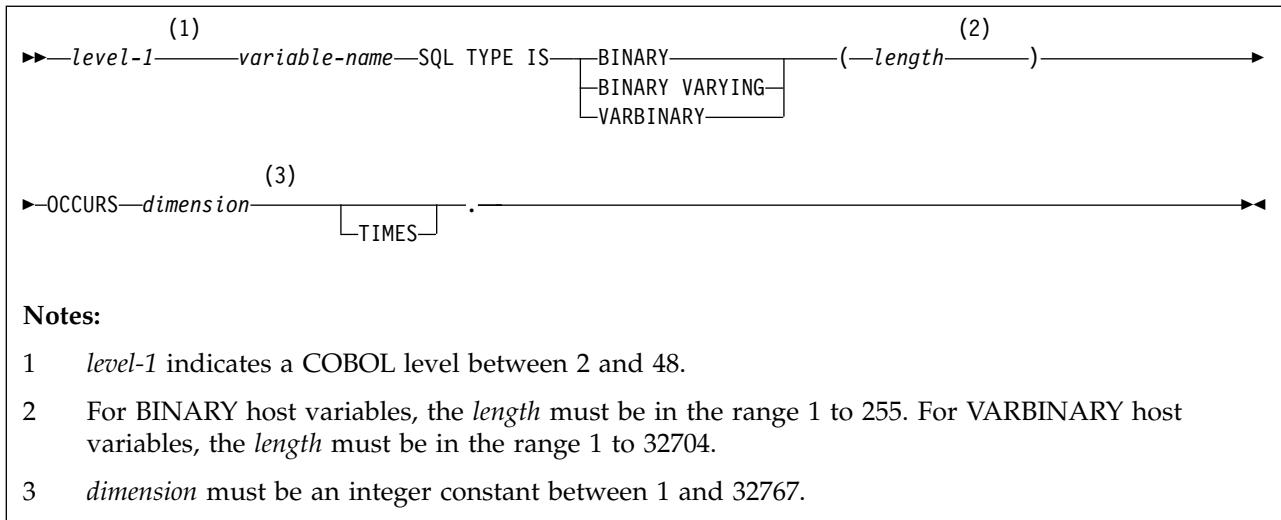 (1) (2)
level-1 variable-name SQL TYPE IS BINARY ( length )
BINARY VARYING
VARBINARY
(3)
OCCURS dimension .
TIMES
Notes:
1 level-1 indicates a COBOL level between 2 and 48.
2 For BINARY host variables, the length must be in the range 1 to 255. For VARBINARY host
variables, the length must be in the range 1 to 32704.
3 dimension must be an integer constant between 1 and 32767.